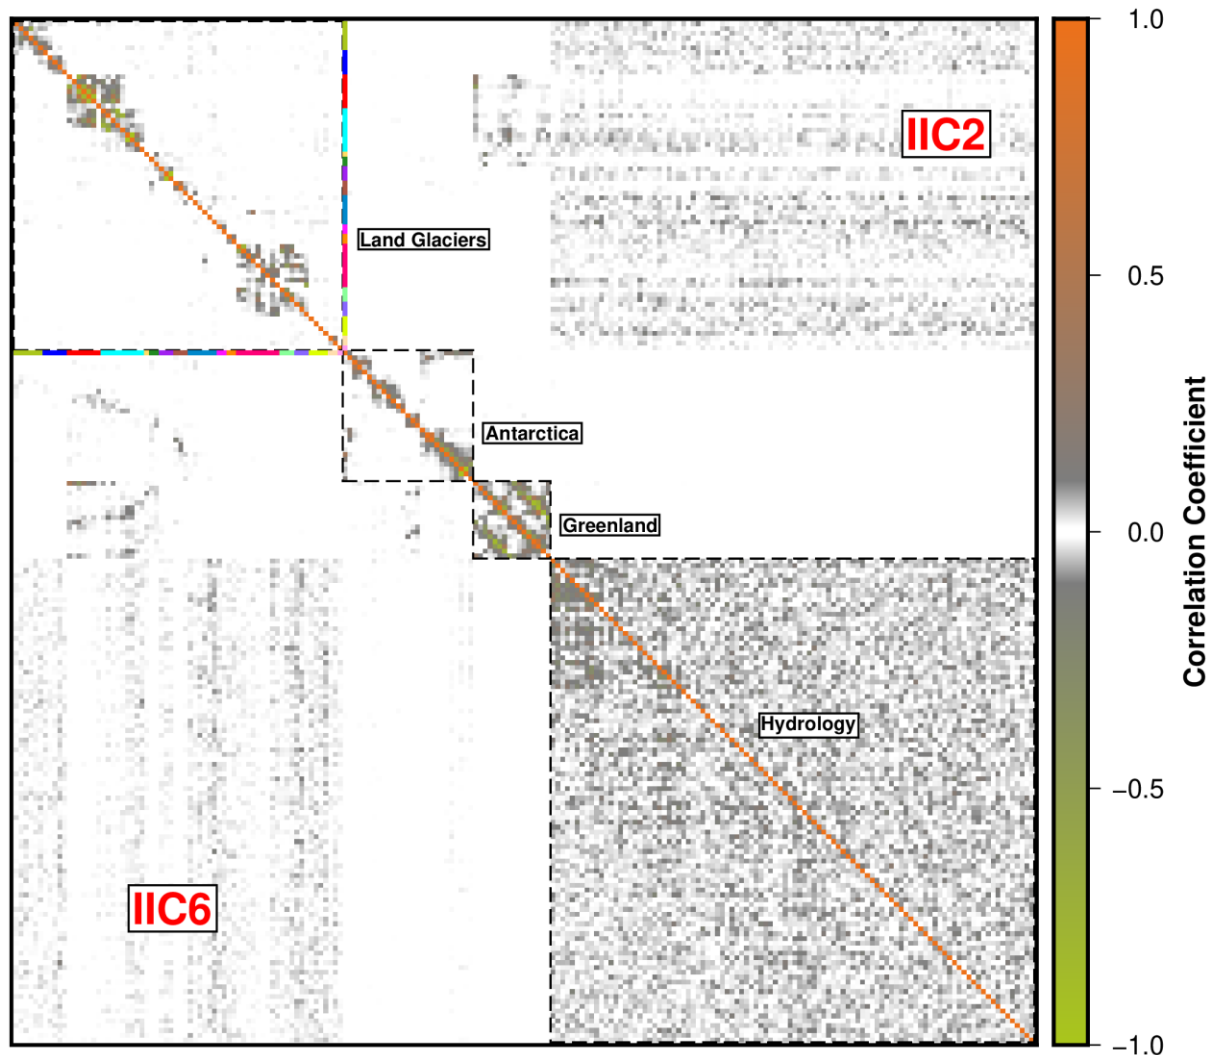 IIC2
Land Glaciers
Antarctica
Greenland
Hydrology
IIC6
1.0
0.5
0.0
−0.5
−1.0
Correlation Coefficient